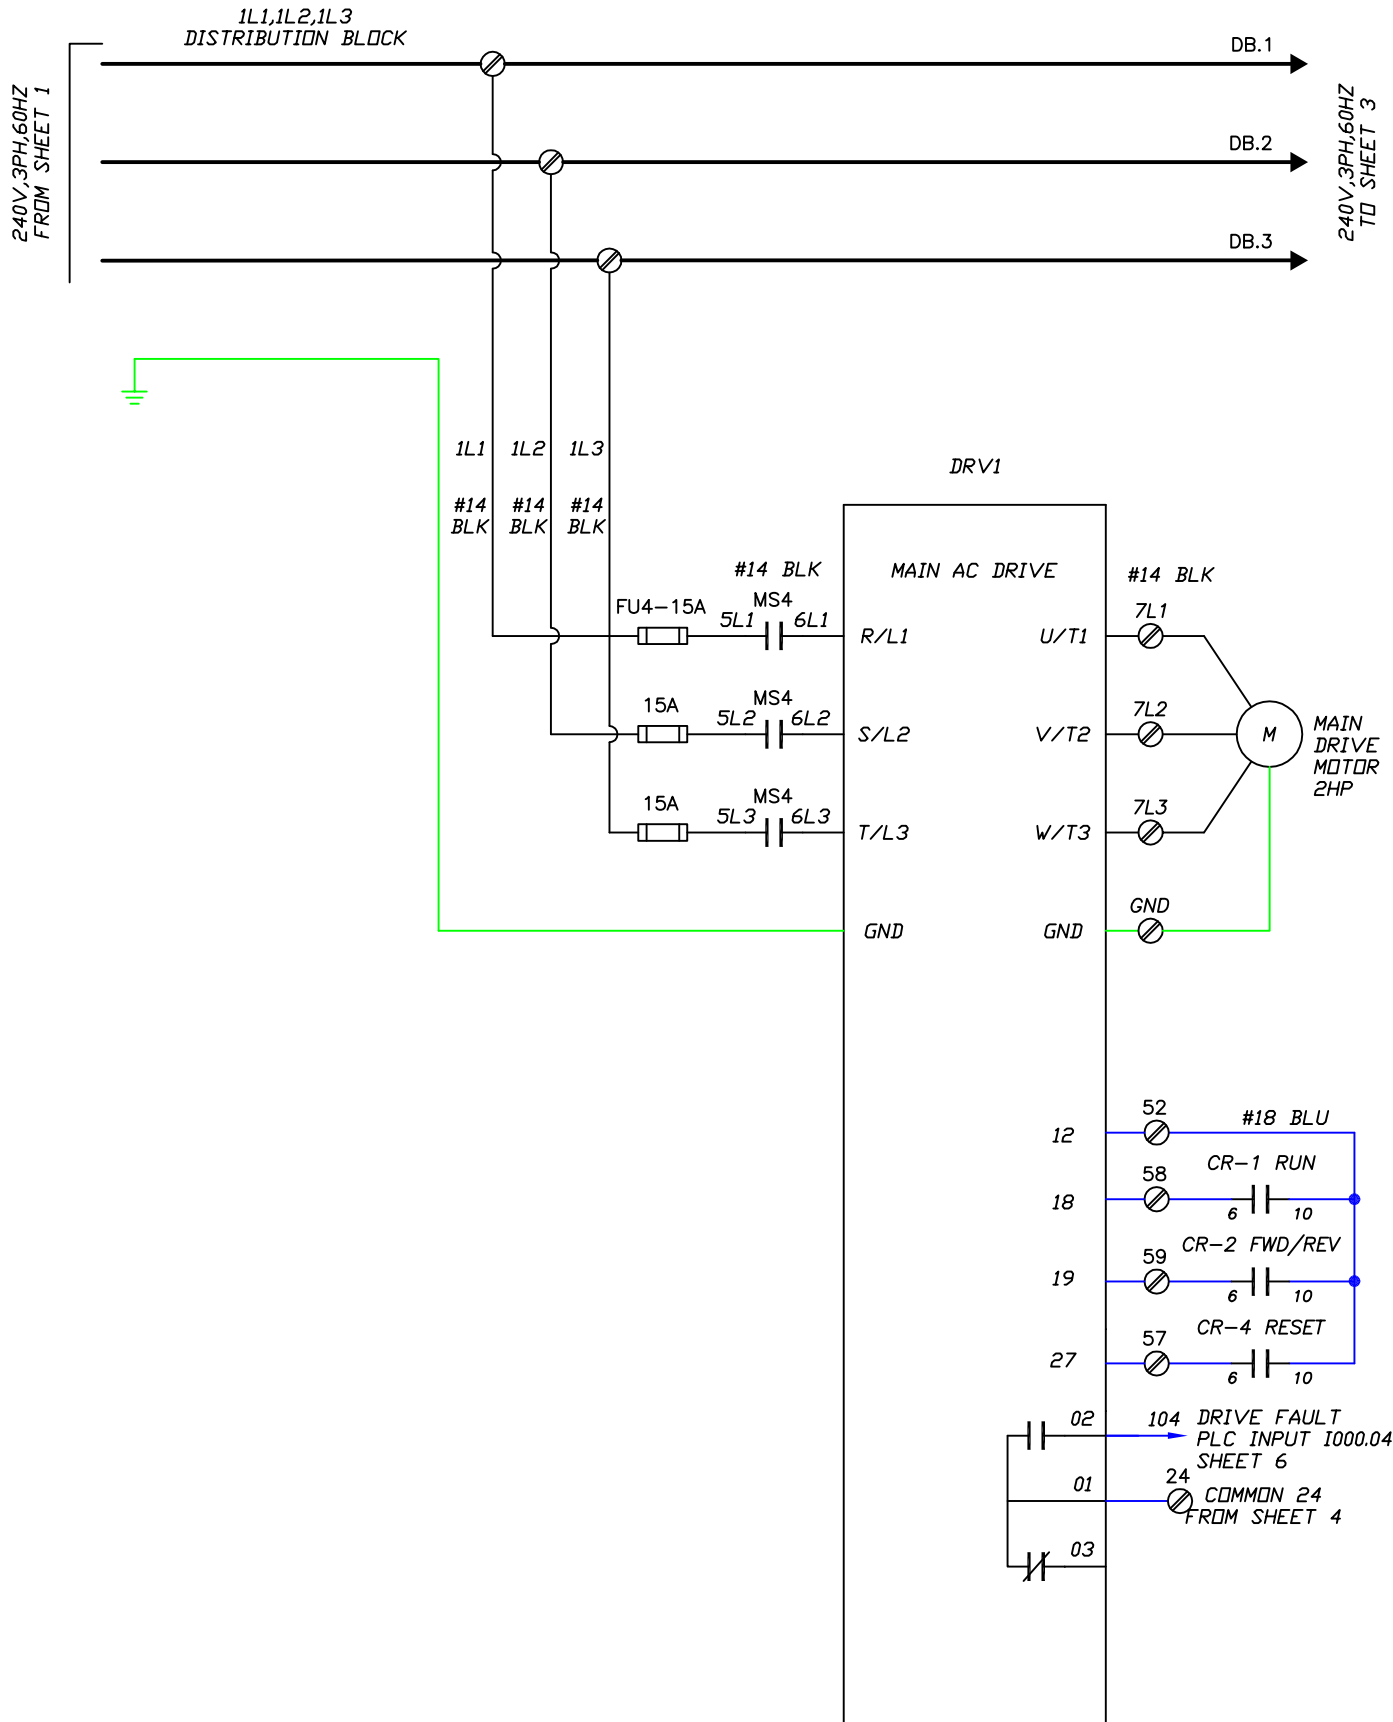 1L1,1L2,1L3
DISTRIBUTION BLOCK
DB.1
240V,3PH,60HZ
FROM SHEET 1
240V,3PH,60HZ
TO SHEET 3
DB.2
DB.3
1L1
1L2
1L3
DRV1
#14
BLK
#14
BLK
#14
BLK
#14 BLK
MAIN AC DRIVE
#14 BLK
FU4-15A
MS4
5L1
6L1
R/L1
U/T1
7L1
15A
MS4
5L2
6L2
S/L2
V/T2
7L2
M
MAIN
DRIVE
MOTOR
2HP
15A
MS4
5L3
6L3
T/L3
W/T3
7L3
GND
GND
GND
12
52
#18 BLU
18
58
CR-1 RUN
6
10
19
59
CR-2 FWD/REV
6
10
27
57
CR-4 RESET
6
10
02
104
DRIVE FAULT
PLC INPUT I000.04
SHEET 6
01
24
COMMON 24
FROM SHEET 4
03